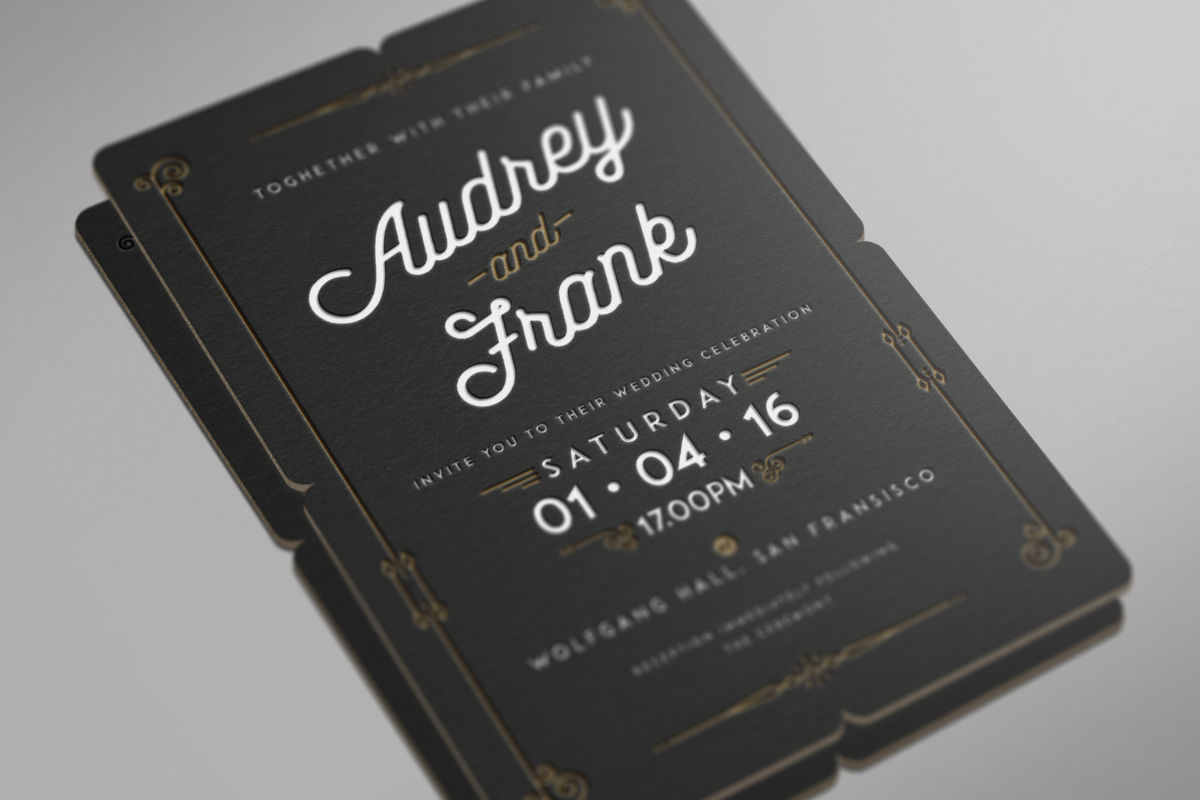 TOGHETHER WITH THEIR FAMILY
Audrey
and
Frank
INVITE YOU TO THEIR WEDDING CELEBRATION
SATURDAY
01 • 04 • 16
17.00PM
WOLFGANG HALL, SAN FRANSISCO
RECEPTION IMMEDIATELY FOLLOWING
THE CEREMONY